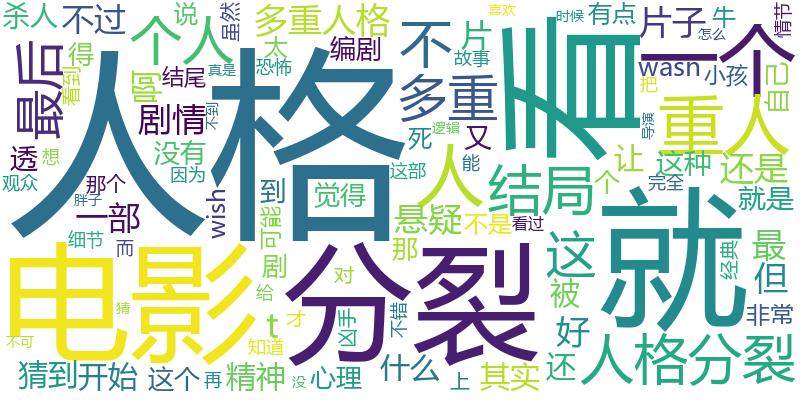 杀人 不过 个人 说 虽然 多重人格 喜欢 时候 有点 片子 牛 情节
得 啊 太 编剧 不 片 看 怎么 一个
最后 看到 结尾 真是 恐怖 故事 wasn 小孩 自己
人格 剧情 不到 多重 把 重人
透 想 没有 因为 死 逻辑 又 导演
观众 那个 这部 能 人 让 这种 还是
胖子 一部 wish 到 觉得 结局 个 完全 就是
细节 而 可能 悬疑 不是 看过 就
电影 分裂 那 这 经典 最
剧 对 被 但
猜 t 给 才 凶手 不错 好 非常
不可 知道 还 人格分裂
猜到 开始 这个 再 精神 没 心理 什么 上 其实